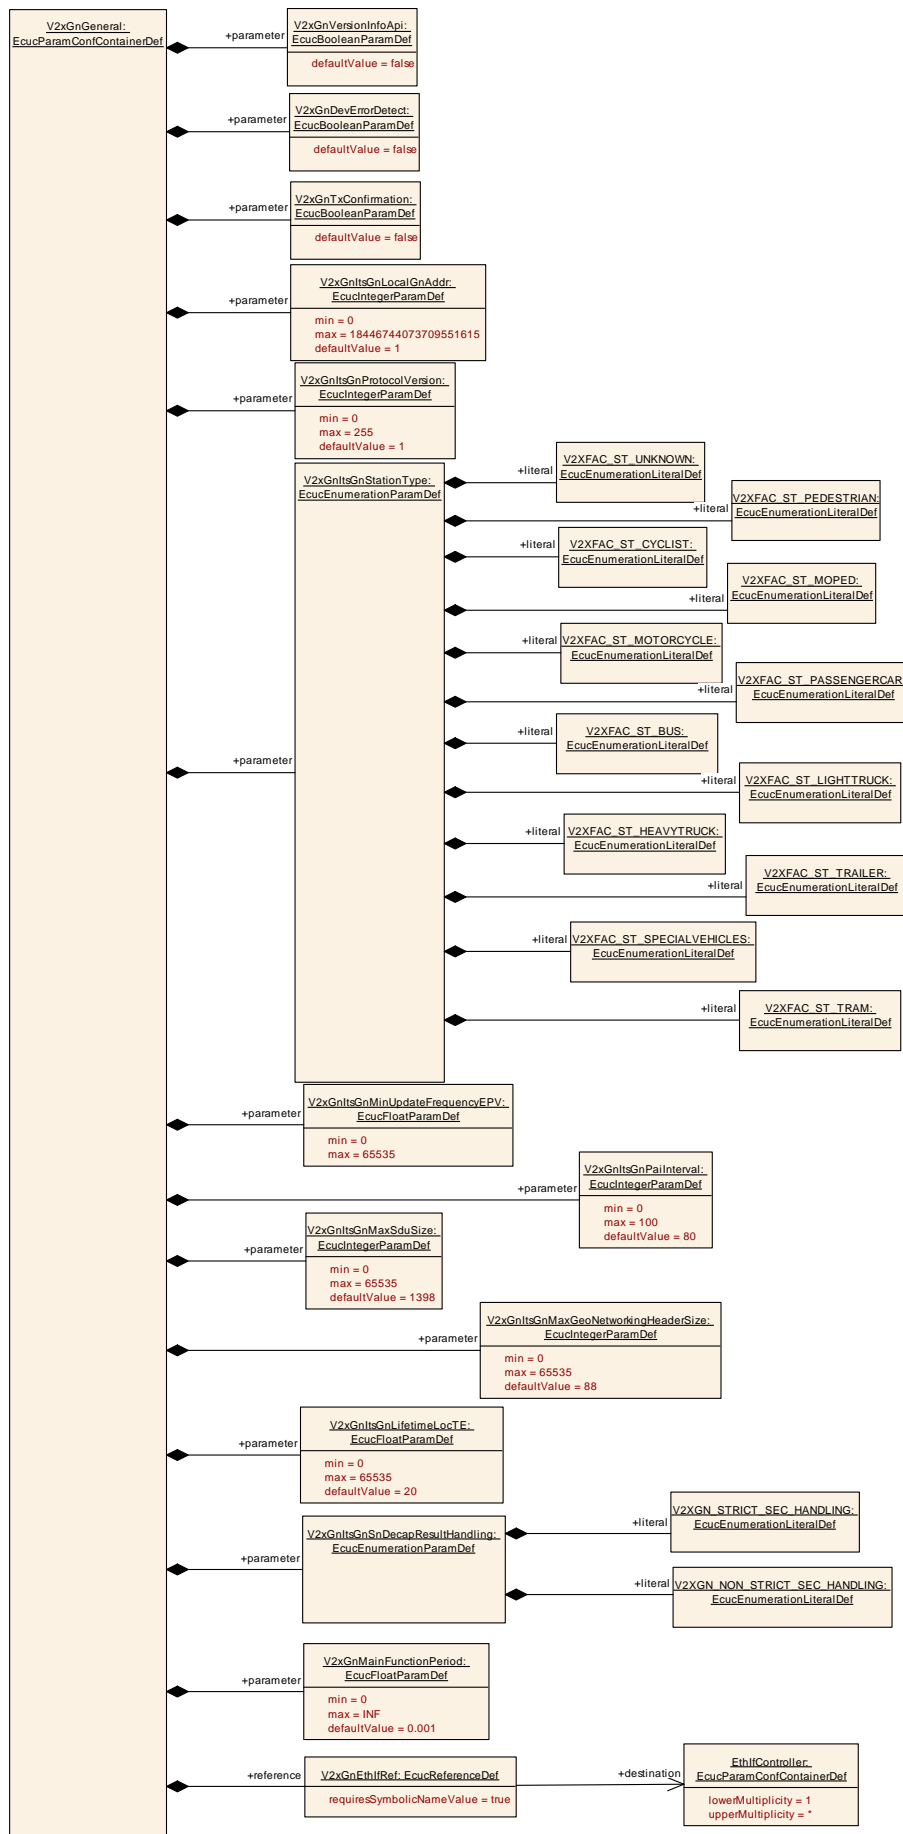 V2xGnGeneral:
EcucParamConfContainerDef
+parameter
V2xGnVersionInfoApi:
EcucBooleanParamDef
defaultValue = false
+parameter
V2xGnDevErrorDetect:
EcucBooleanParamDef
defaultValue = false
+parameter
V2xGnTxConfirmation:
EcucBooleanParamDef
defaultValue = false
+parameter
V2xGnItsGnLocalGnAddr:
EcucIntegerParamDef
min = 0
max = 18446744073709551615
defaultValue = 1
+parameter
V2xGnItsGnProtocolVersion:
EcucIntegerParamDef
min = 0
max = 255
defaultValue = 1
+parameter
V2xGnItsGnStationType:
EcucEnumerationParamDef
+literal
V2XFAC_ST_UNKNOWN:
EcucEnumerationLiteralDef
+literal
V2XFAC_ST_PEDESTRIAN:
EcucEnumerationLiteralDef
+literal
V2XFAC_ST_CYCLIST:
EcucEnumerationLiteralDef
+literal
V2XFAC_ST_MOPED:
EcucEnumerationLiteralDef
+literal
V2XFAC_ST_MOTORCYCLE:
EcucEnumerationLiteralDef
+literal
V2XFAC_ST_PASSENGERCAR
EcucEnumerationLiteralDef
+literal
V2XFAC_ST_BUS:
EcucEnumerationLiteralDef
+literal
V2XFAC_ST_LIGHTTRUCK:
EcucEnumerationLiteralDef
+literal
V2XFAC_ST_HEAVYTRUCK:
EcucEnumerationLiteralDef
+literal
V2XFAC_ST_TRAILER:
EcucEnumerationLiteralDef
+literal
V2XFAC_ST_SPECIALVEHICLES:
EcucEnumerationLiteralDef
+literal
V2XFAC_ST_TRAM:
EcucEnumerationLiteralDef
+parameter
V2xGnItsGnMinUpdateFrequencyEPV:
EcucFloatParamDef
min = 0
max = 65535
+parameter
V2xGnItsGnPaiInterval:
EcucIntegerParamDef
min = 0
max = 100
defaultValue = 80
+parameter
V2xGnItsGnMaxSduSize:
EcucIntegerParamDef
min = 0
max = 65535
defaultValue = 1398
+parameter
V2xGnItsGnMaxGeoNetworkingHeaderSize:
EcucIntegerParamDef
min = 0
max = 65535
defaultValue = 88
+parameter
V2xGnItsGnLifetimeLocTE:
EcucFloatParamDef
min = 0
max = 65535
defaultValue = 20
+parameter
V2xGnItsGnSnDecapResultHandling:
EcucEnumerationParamDef
+literal
V2XGN_STRICT_SEC_HANDLING:
EcucEnumerationLiteralDef
+literal
V2XGN_NON_STRICT_SEC_HANDLING:
EcucEnumerationLiteralDef
+parameter
V2xGnMainFunctionPeriod:
EcucFloatParamDef
min = 0
max = INF
defaultValue = 0.001
+reference
V2xGnEthIfRef: EcucReferenceDef
requiresSymbolicNameValue = true
+destination
EthIfController:
EcucParamConfContainerDef
lowerMultiplicity = 1
upperMultiplicity = *